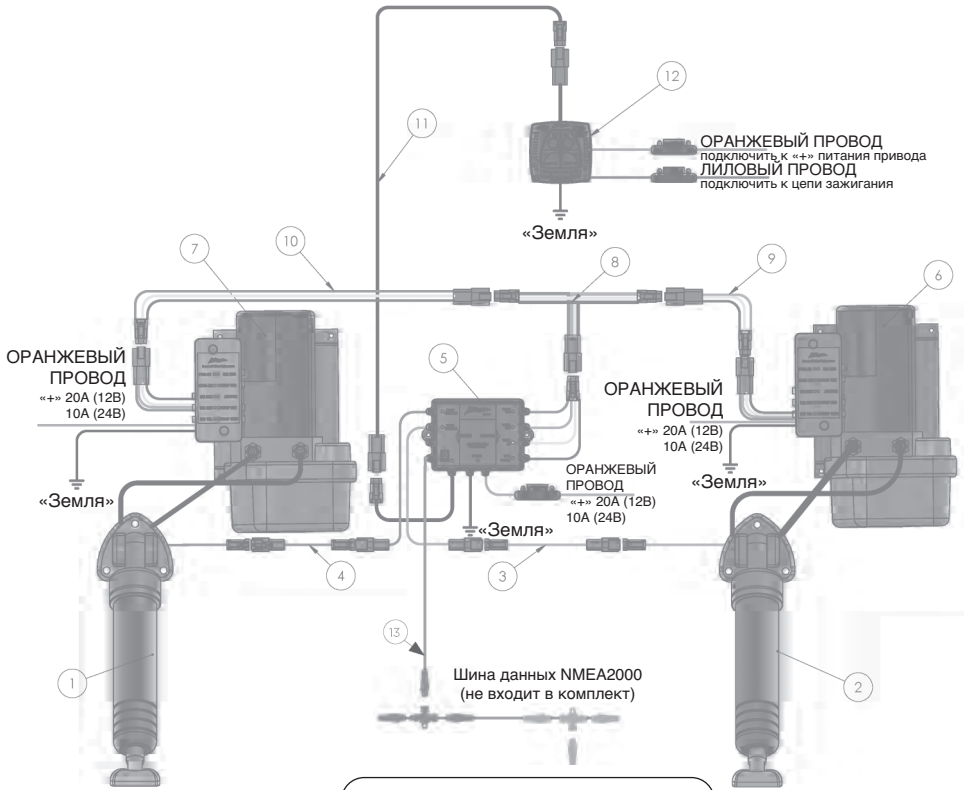 12
11
ОРАНЖЕВЫЙ ПРОВОД
подключить к «+» питания привода
ЛИЛОВЫЙ ПРОВОД
подключить к цепи зажигания
«Земля»
10
7
8
9
6
ОРАНЖЕВЫЙ
ПРОВОД
«+» 20А (12В)
10А (24В)
«Земля»
5
ОРАНЖЕВЫЙ
ПРОВОД
«+» 20А (12В)
10А (24В)
«Земля»
ОРАНЖЕВЫЙ
ПРОВОД
«+» 20А (12В)
10А (24В)
«Земля»
4
3
13
Шина данных NMEA2000
(не входит в комплект)
1
2